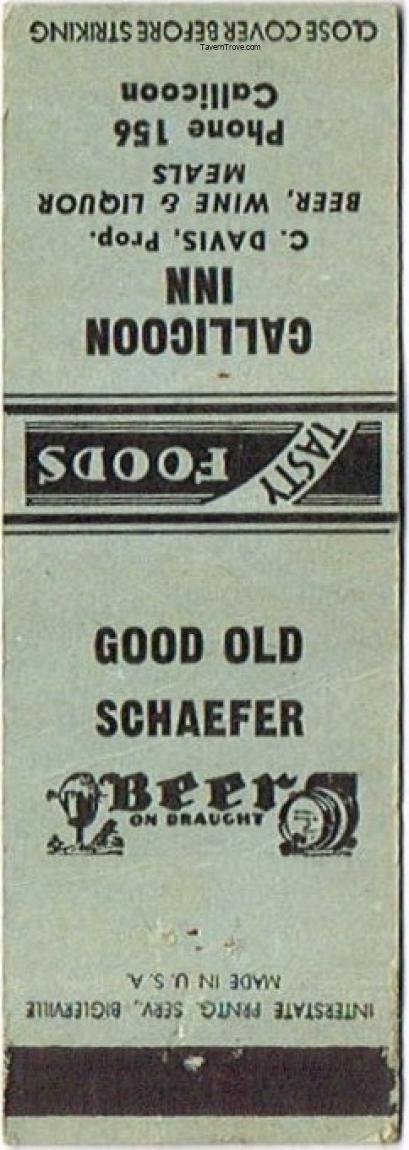 CLOSE COVER BEFORE STRIKING
TavernTrove.com
CALLICOON
INN
C. DAVIS, Prop.
BEER, WINE & LIQUOR
MEALS
Phone 156
Callicoon
TASTY
FOODS
GOOD OLD
SCHAEFER
Beer
ON DRAUGHT
INTERSTATE PRNTG. SERV., BIGLERVILLE
MADE IN U.S.A.